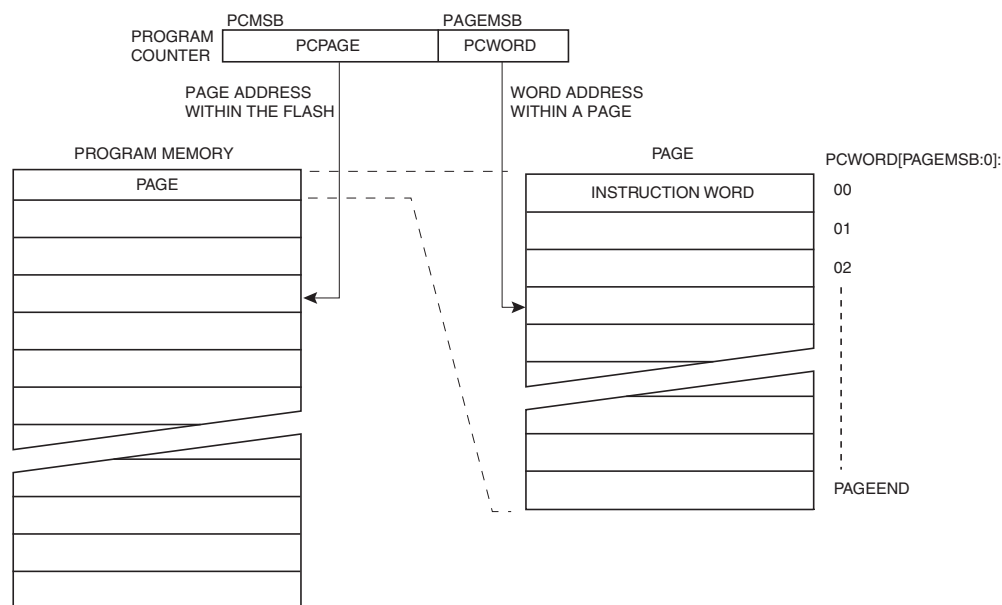 PCMSB
PAGEMSB
PROGRAM
COUNTER
PCPAGE
PCWORD
PAGE ADDRESS
WITHIN THE FLASH
WORD ADDRESS
WITHIN A PAGE
PROGRAM MEMORY
PAGE
PCWORD[PAGEMSB:0]:
PAGE
INSTRUCTION WORD
00
01
02
PAGEEND